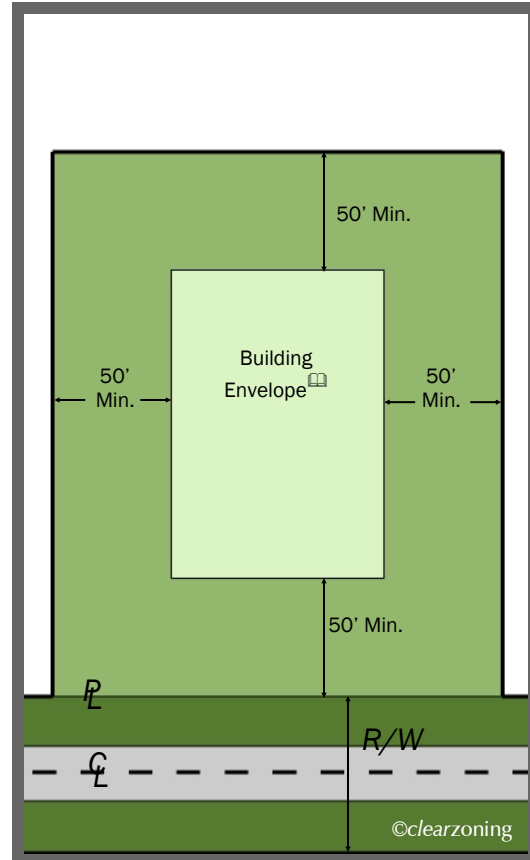 50’ Min.
Building
Envelope
50’
Min.
50’
Min.
50’ Min.
PL
R/W
CL
©clearzoning